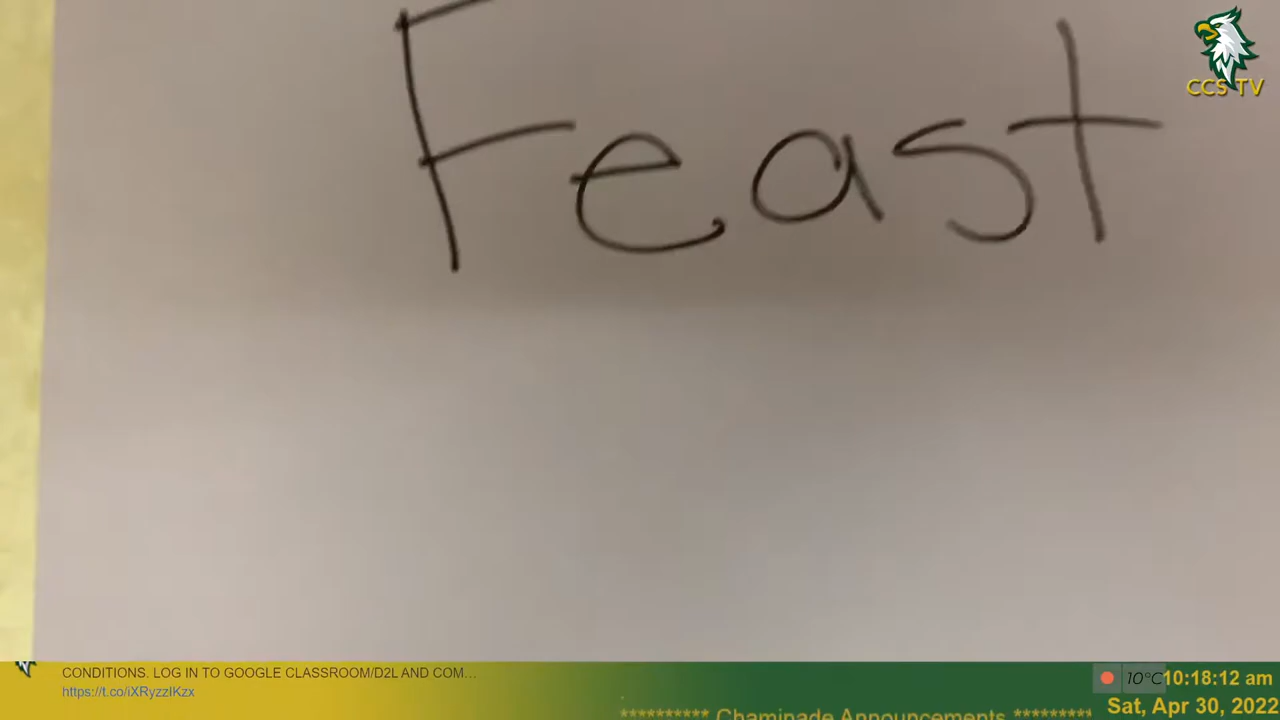 Feast
CCS TV
CONDITIONS. LOG IN TO GOOGLE CLASSROOM/D2L AND COM…
https://t.co/iXRyzzIKzx
10°C
10:18:12 am
Sat, Apr 30, 2022
********** Chaminade Announcements **********